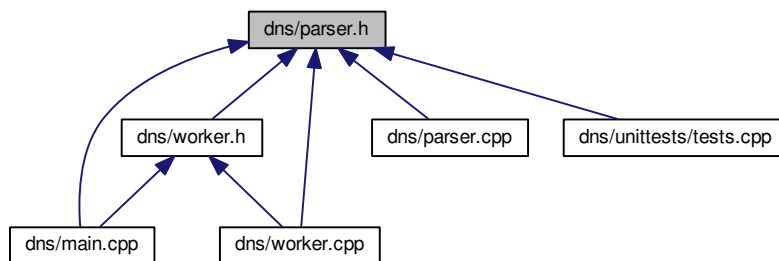 dns/parser.h
dns/worker.h
dns/parser.cpp
dns/unittests/tests.cpp
dns/main.cpp
dns/worker.cpp